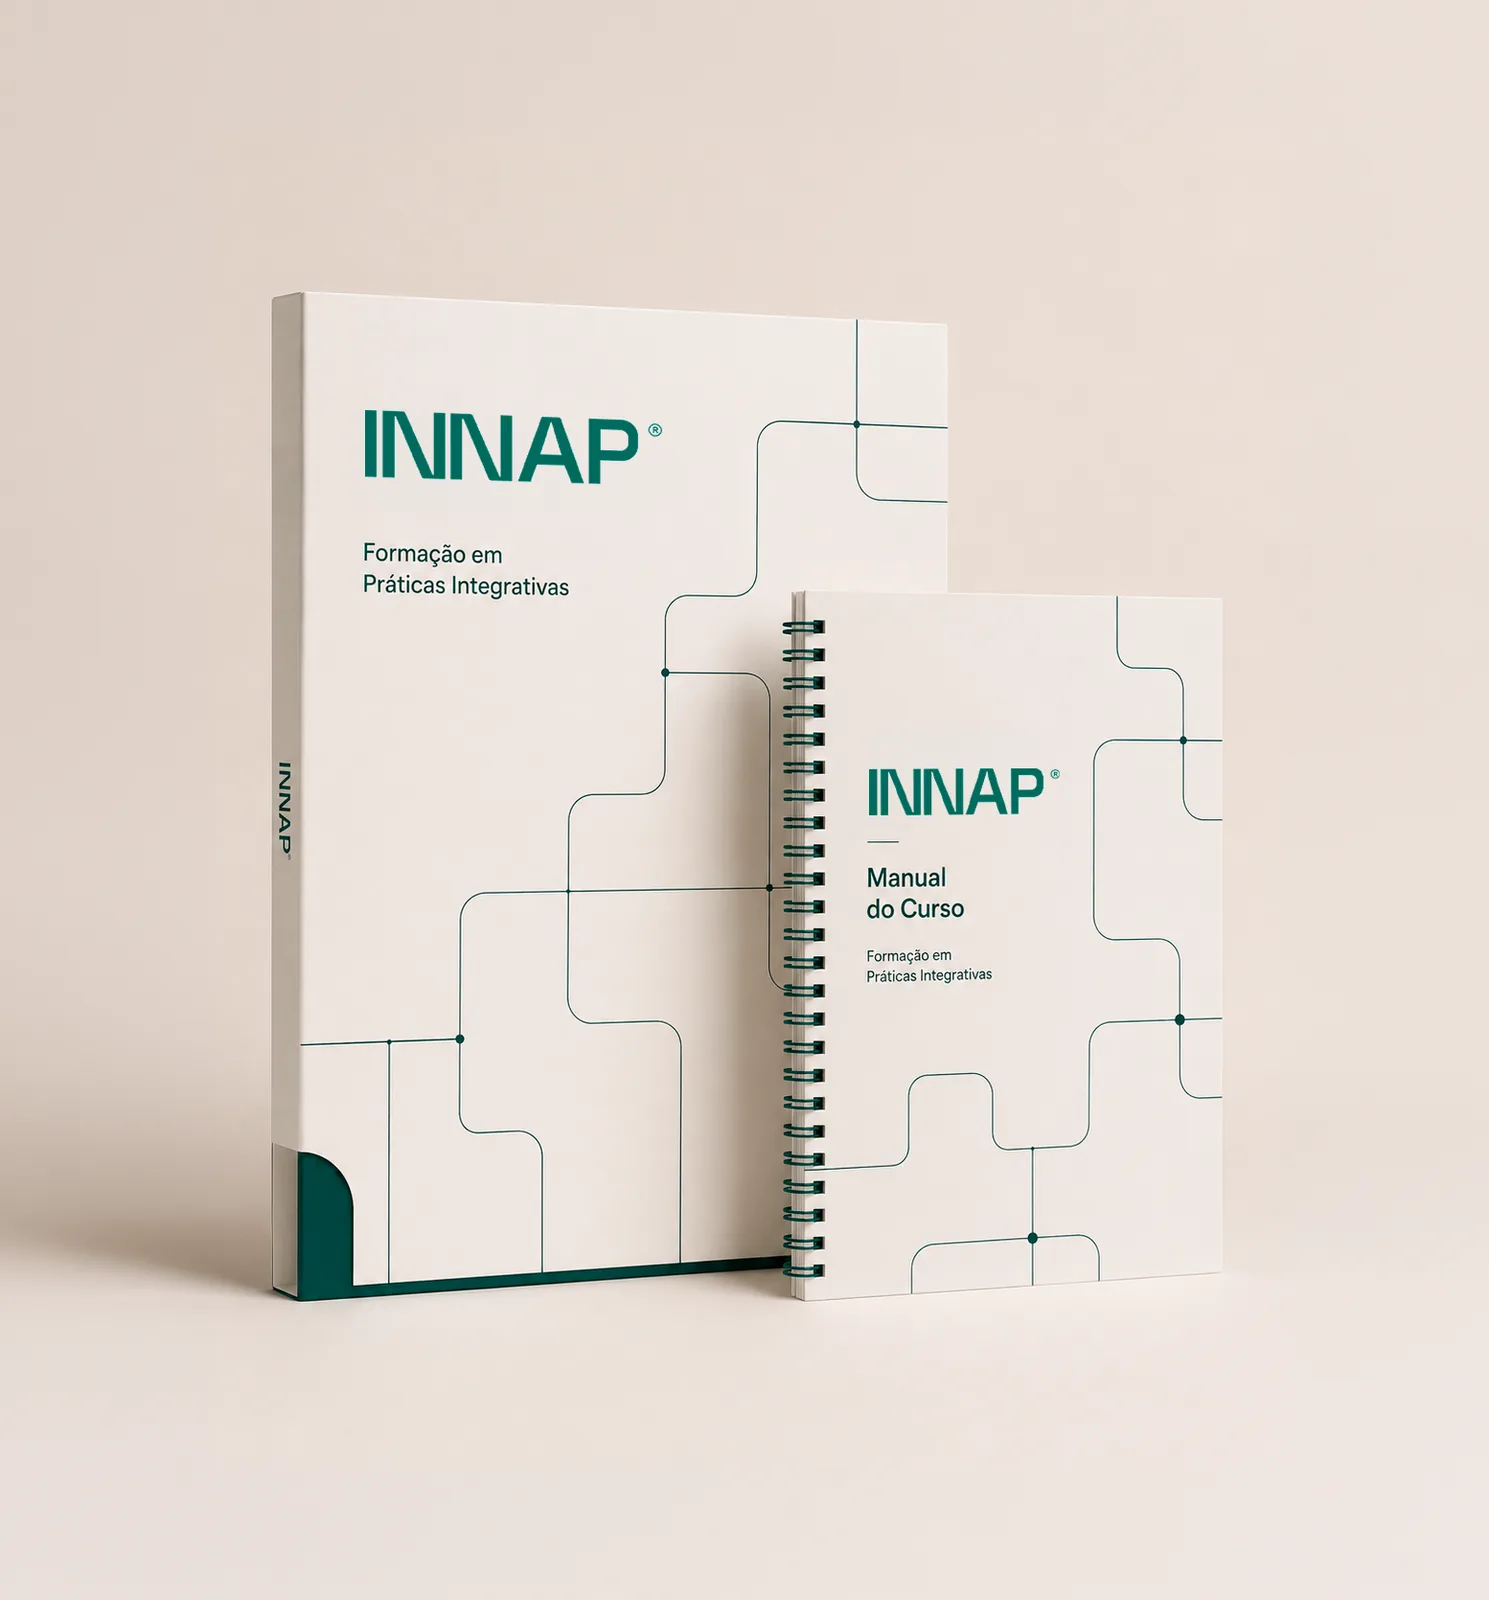 INNAP®
Formação em
Práticas Integrativas
INNAP®
INNAP®
Manual
do Curso
Formação em
Práticas Integrativas